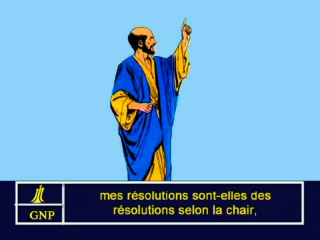 mes résolutions sont-elles des
résolutions selon la chair,
GNP